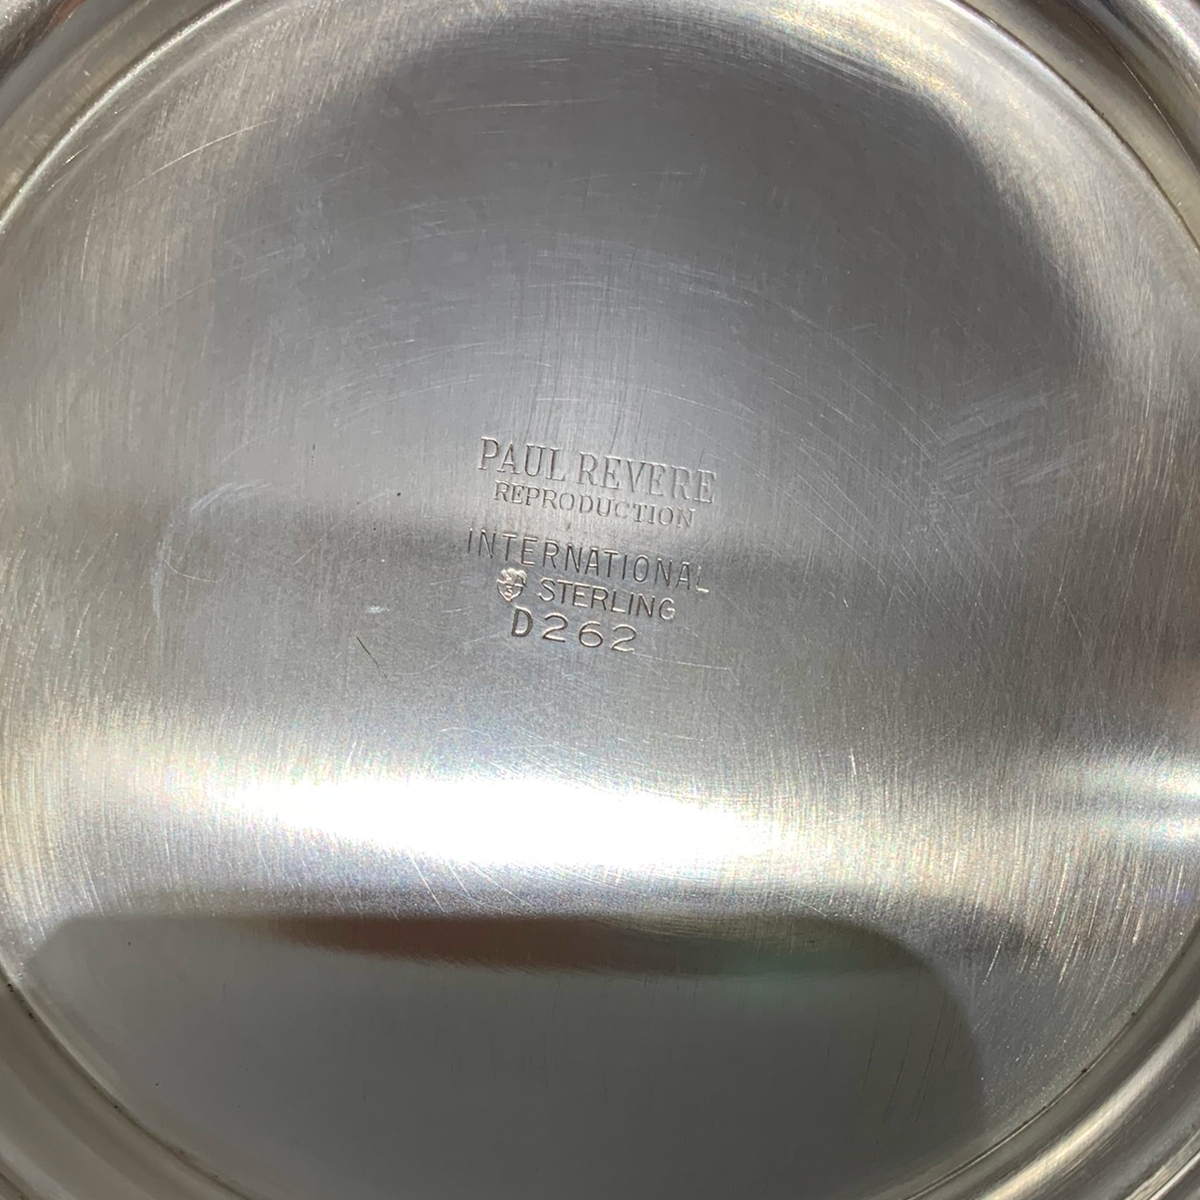 PAUL REVERE
REPRODUCTION
INTERNATIONAL
S STERLING
D262